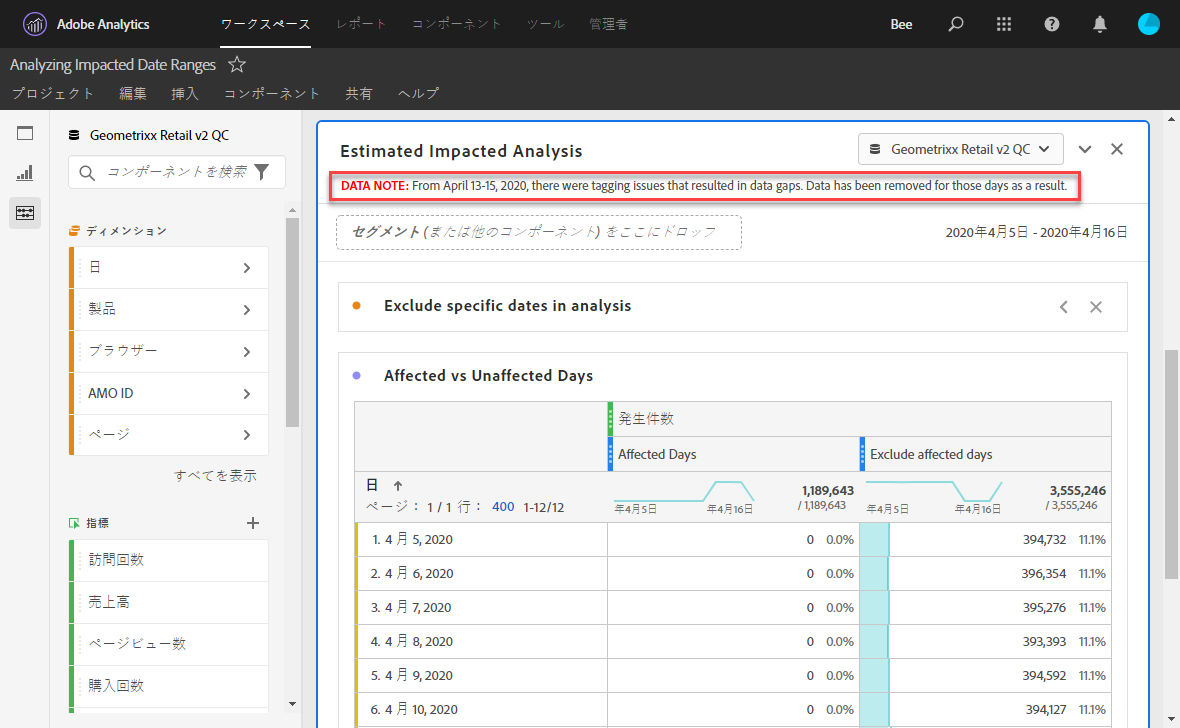 Adobe Analytics
ワークスペース レポート コンポーネント ツール 管理者
Bee
Analyzing Impacted Date Ranges
プロジェクト 編集 挿入 コンポーネント 共有 ヘルプ
Geometrixx Retail v2 QC
コンポーネントを検索
ディメンション
日
製品
ブラウザー
AMO ID
ページ
すべてを表示
指標
訪問回数
売上高
ページビュー数
購入回数
Estimated Impacted Analysis
Geometrixx Retail v2 QC
DATA NOTE: From April 13-15, 2020, there were tagging issues that resulted in data gaps. Data has been removed for those days as a result.
セグメント (または他のコンポーネント) をここにドロップ
2020年4月5日 - 2020年4月16日
Exclude specific dates in analysis
Affected vs Unaffected Days
発生件数
Affected Days Exclude affected days
日
ページ： 1 / 1 行： 400 1-12/12
年4月5日 年4月16日
1,189,643
/ 1,189,643
年4月5日 年4月16日
3,555,246
/ 3,555,246
1. 4 月 5, 2020 0 0.0% 394,732 11.1%
2. 4 月 6, 2020 0 0.0% 396,354 11.1%
3. 4 月 7, 2020 0 0.0% 395,276 11.1%
4. 4 月 8, 2020 0 0.0% 393,393 11.1%
5. 4 月 9, 2020 0 0.0% 394,592 11.1%
6. 4 月 10, 2020 0 0.0% 394,127 11.1%